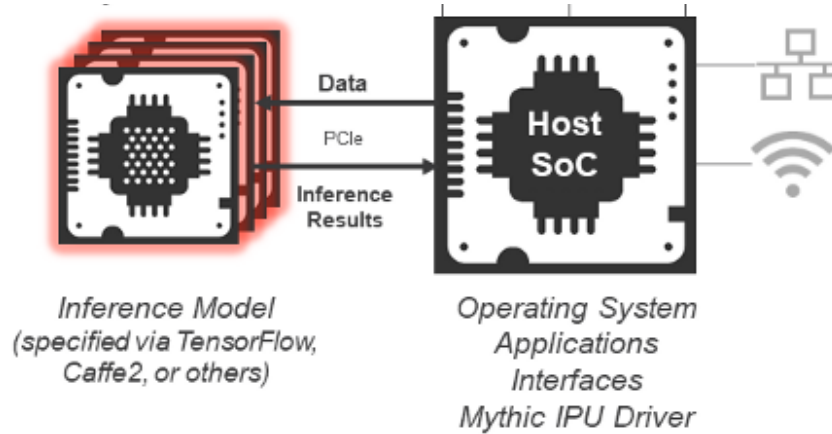 Data
PCIe
Inference
Results
Host
SoC
Inference Model
(specified via TensorFlow,
Caffe2, or others)
Operating System
Applications
Interfaces
Mythic IPU Driver